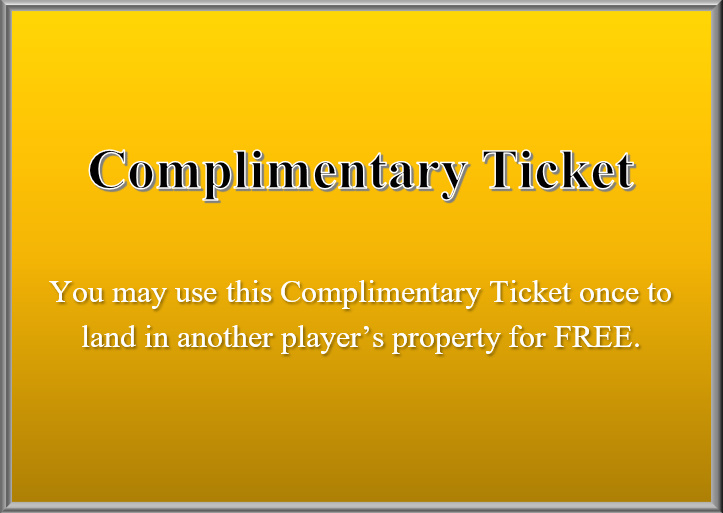 Complimentary Ticket
You may use this Complimentary Ticket once to
land in another player’s property for FREE.